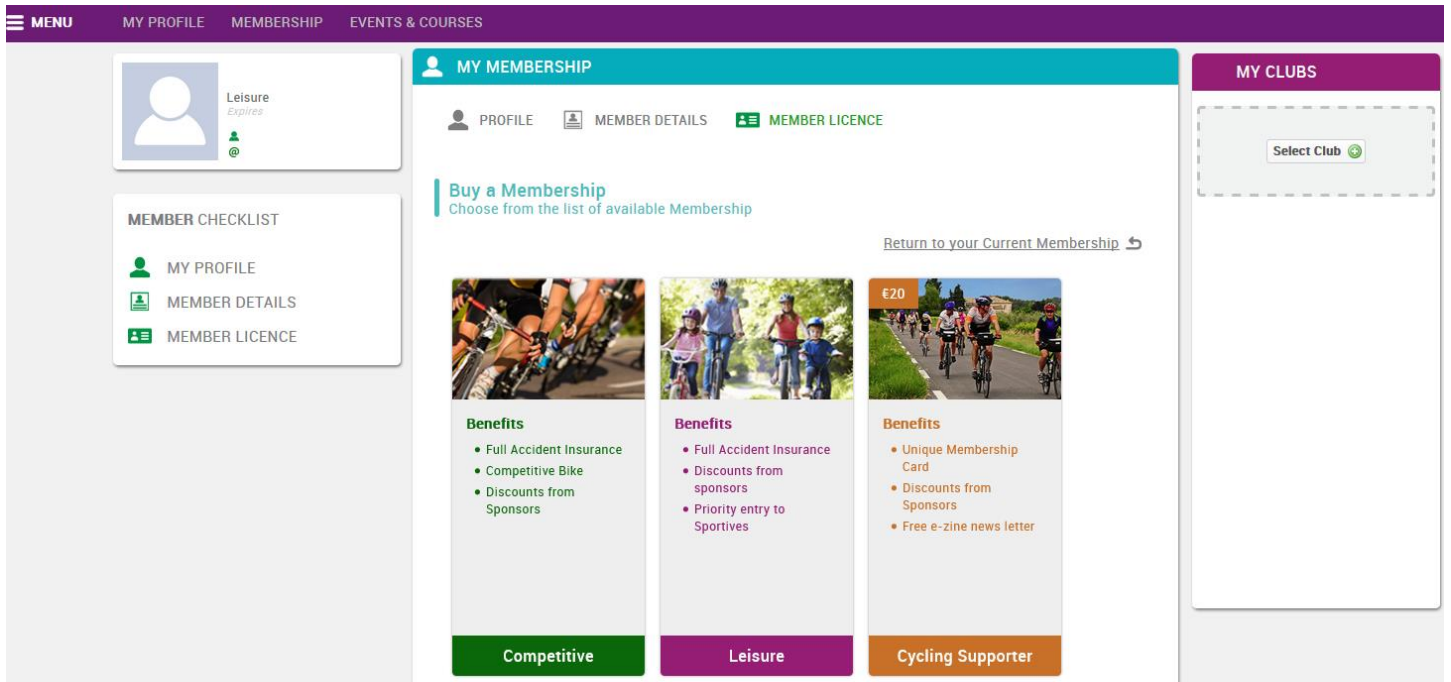 MENU MY PROFILE MEMBERSHIP EVENTS & COURSES
Leisure
Expires
@
MEMBER CHECKLIST
MY PROFILE
MEMBER DETAILS
MEMBER LICENCE
MY MEMBERSHIP
PROFILE MEMBER DETAILS MEMBER LICENCE
Buy a Membership
Choose from the list of available Membership
Return to your Current Membership
Benefits
• Full Accident Insurance
• Competitive Bike
• Discounts from
Sponsors
Competitive
Benefits
• Full Accident Insurance
• Discounts from
sponsors
• Priority entry to
Sportives
Leisure
€20
Benefits
• Unique Membership
Card
• Discounts from
Sponsors
• Free e-zine news letter
Cycling Supporter
MY CLUBS
Select Club